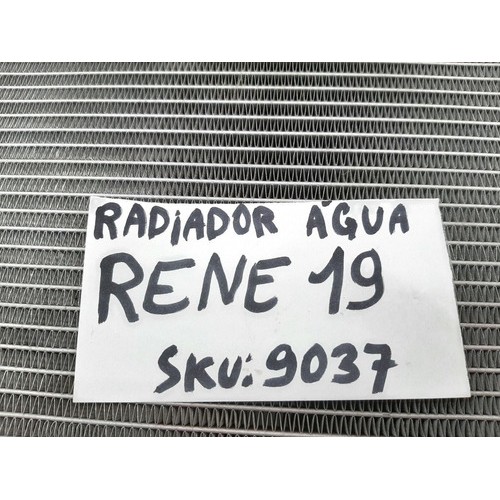 RADiADOR ÁGUA
RENE 19
SKU:9037